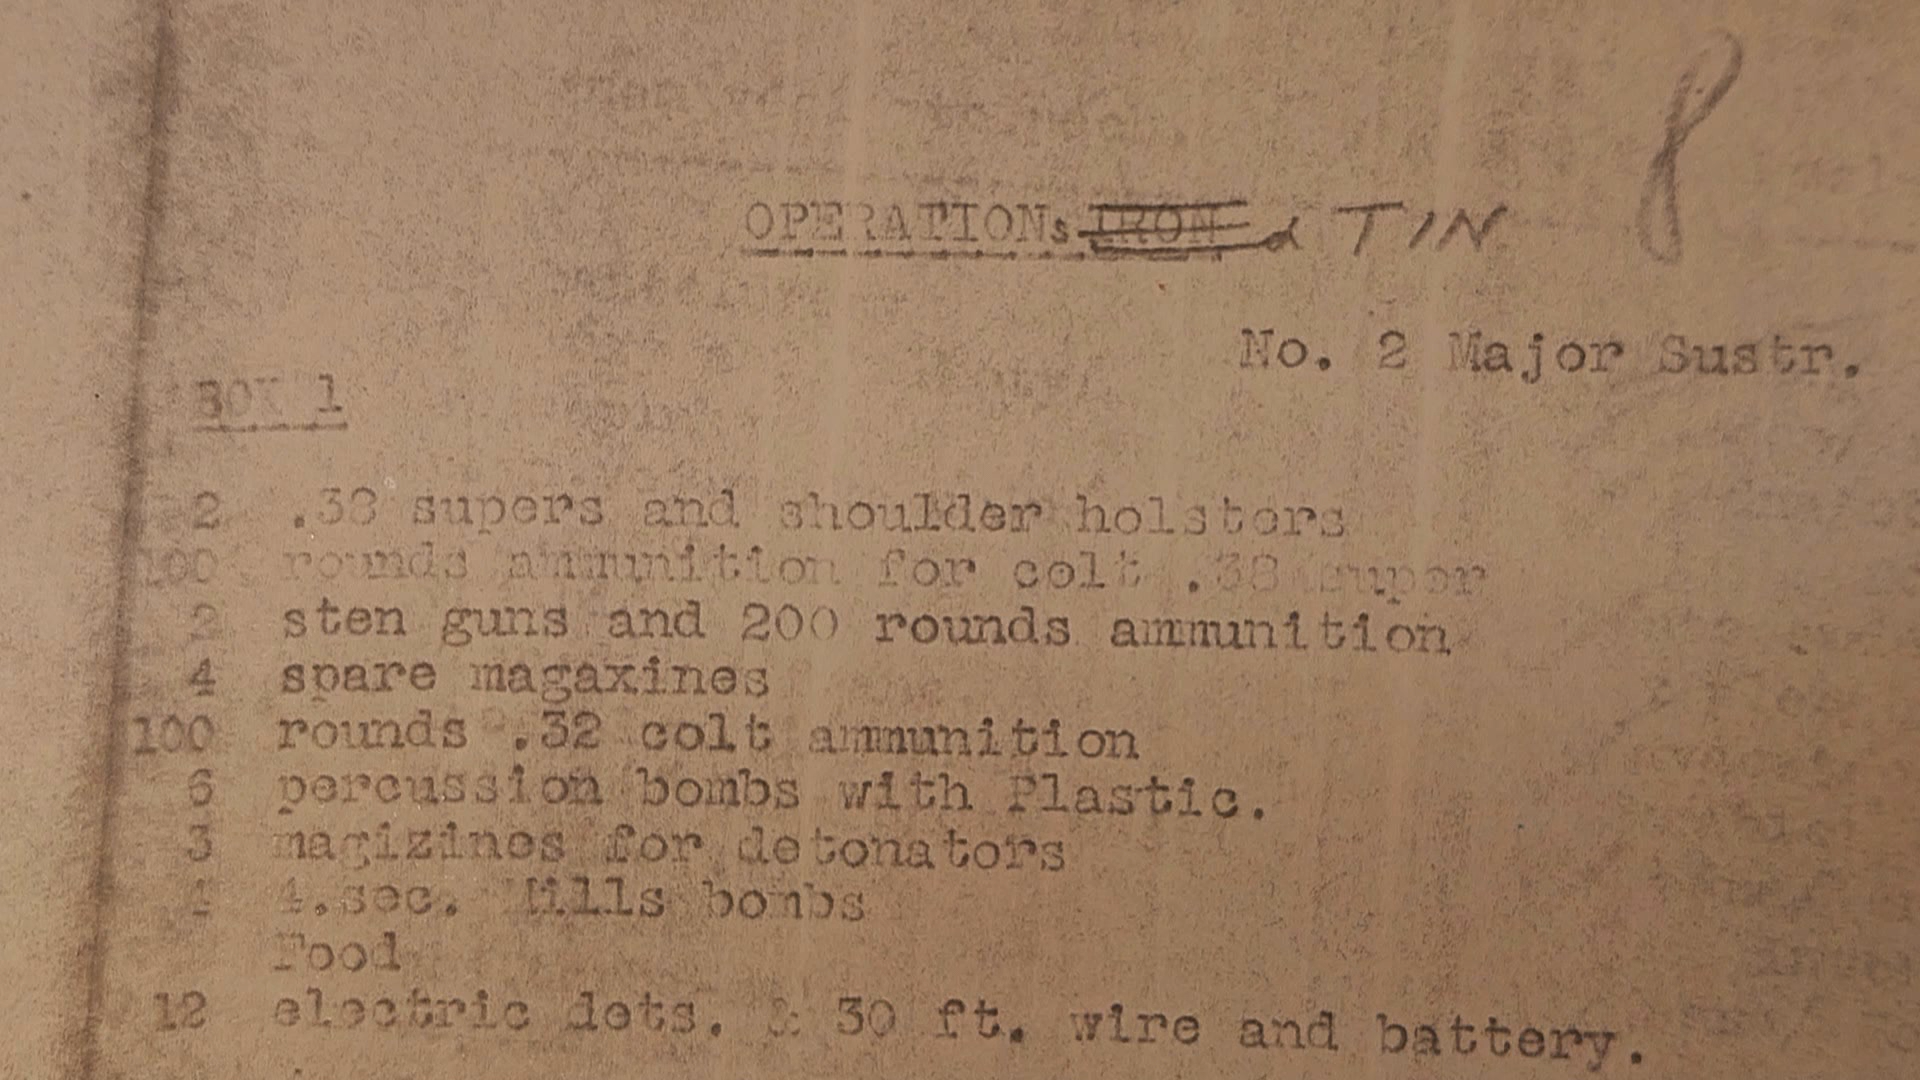 8
OPERATIONs IRON & TIN
No. 2 Major Sustr.
BOX 1
2 .38 supers and shoulder holsters
100 rounds ammunition for colt .38 super
2 sten guns and 200 rounds ammunition
4 spare magaxines
100 rounds .32 colt ammunition
6 percussion bombs with Plastic.
3 magizines for detonators
4 4.sec. Mills bombs
Food
12 electric dets. & 30 ft. wire and battery.